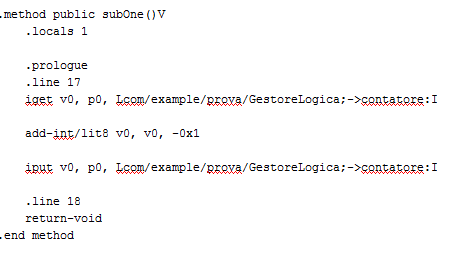 .method public subOne()V
.locals 1
.prologue
.line 17
iget v0, p0, Lcom/example/prova/GestoreLogica;->contatore:I
add-int/lit8 v0, v0, -0x1
iput v0, p0, Lcom/example/prova/GestoreLogica;->contatore:I
.line 18
return-void
.end method